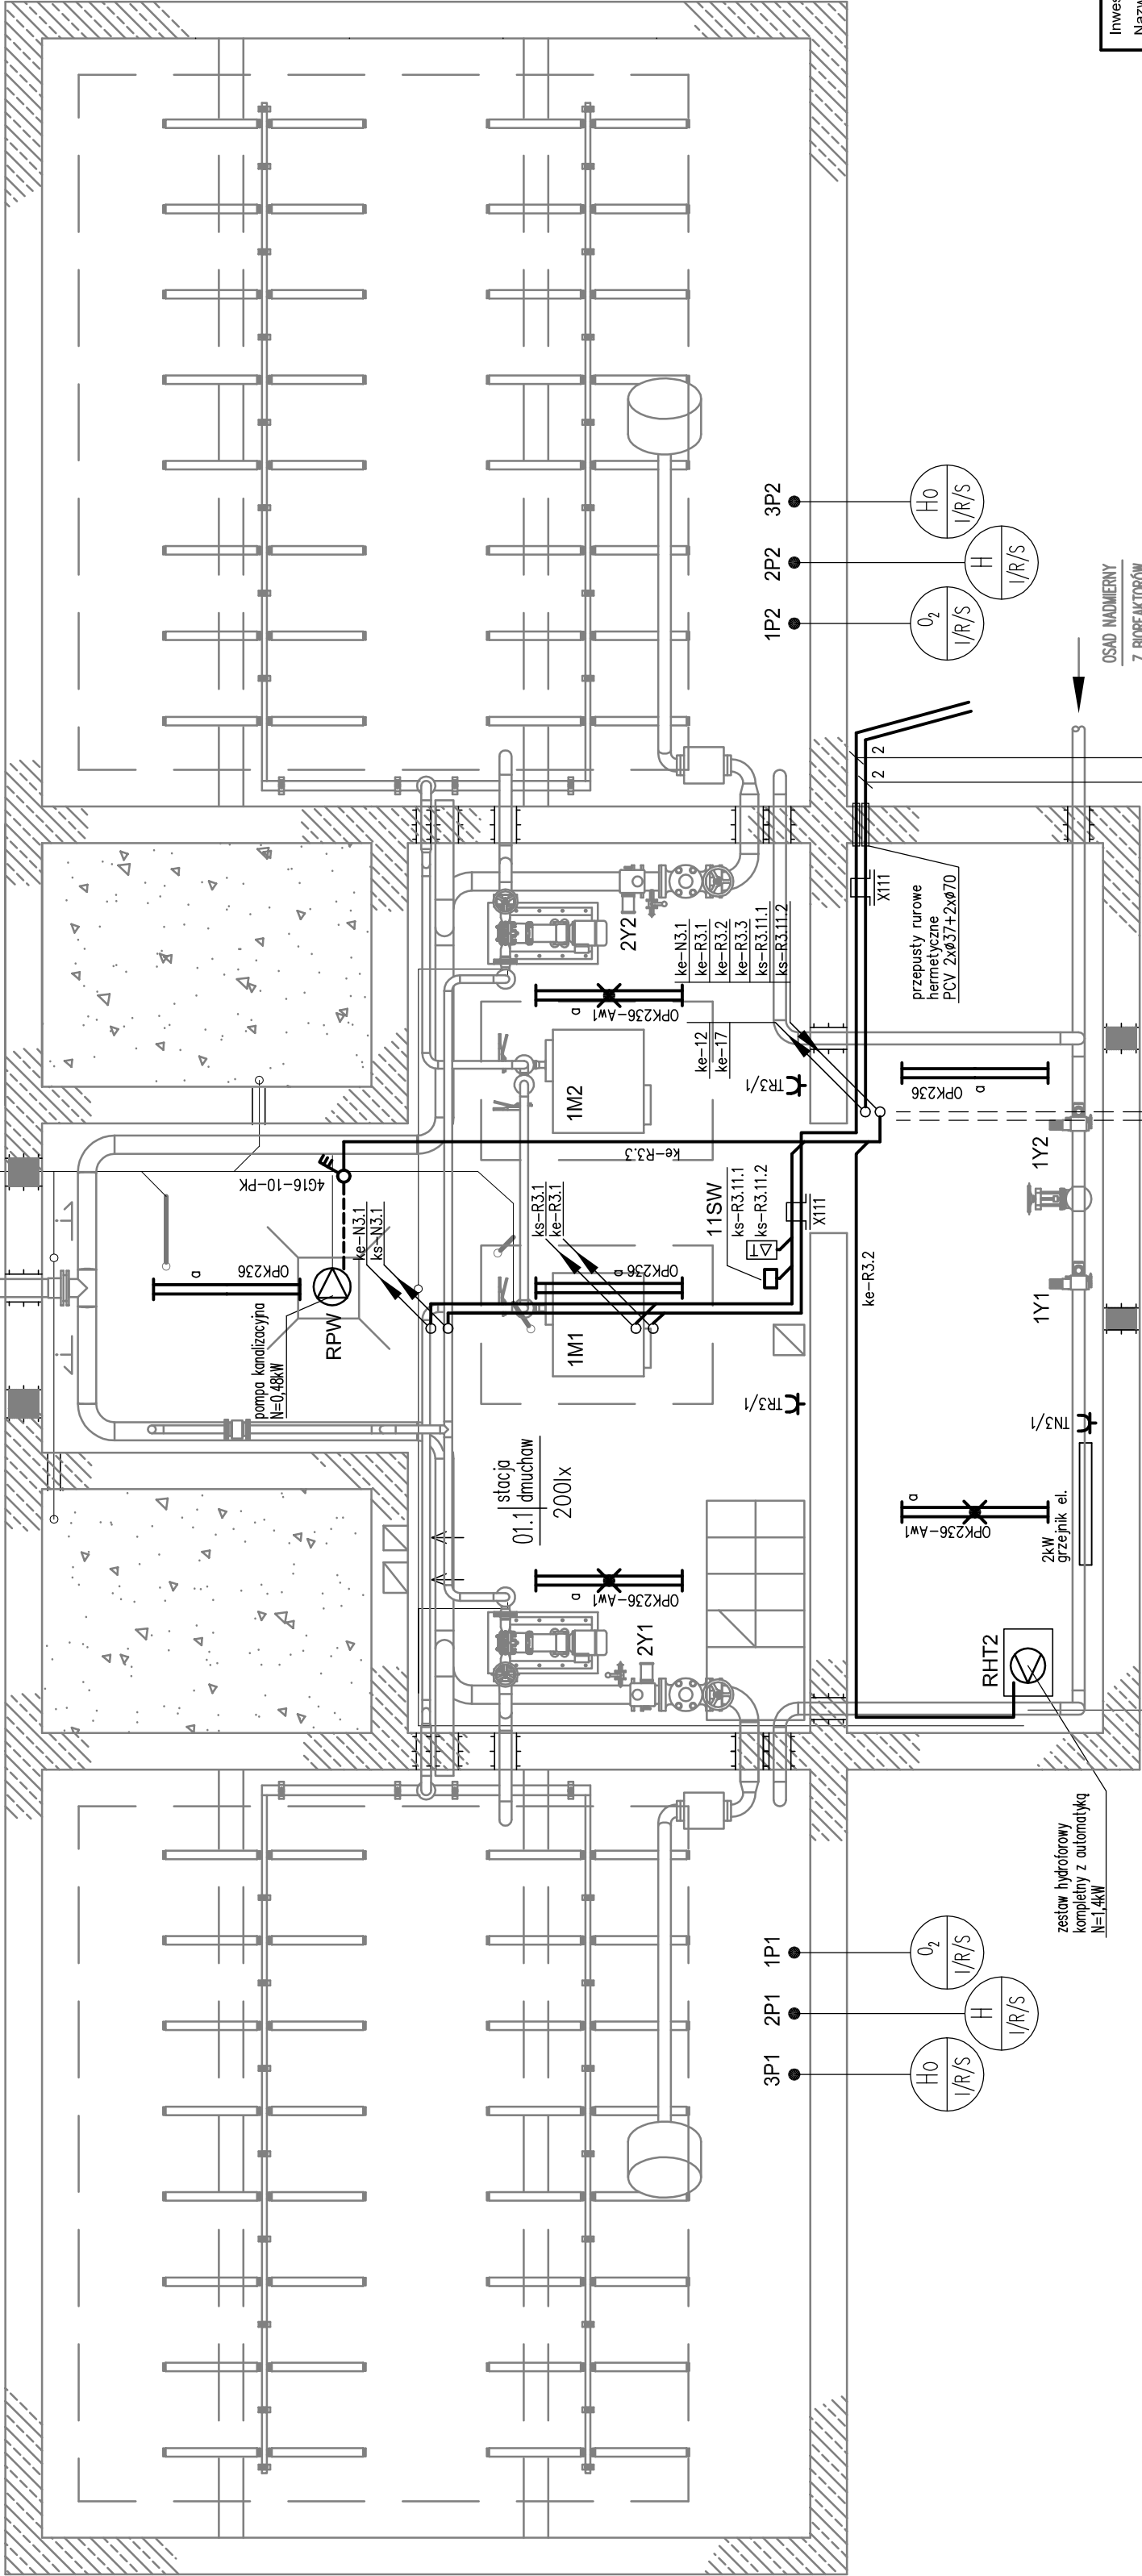 Inwes
Nazw
3P2
2P2
1P2
H0
I/R/S
H
I/R/S
O2
I/R/S
OSAD NADMIERNY
Z BIOREAKTORÓW
2
2
X111
przepusty rurowe
hermetyczne
PCV 2xø37+2xø70
2Y2
ke-N3.1
ke-R3.1
ke-R3.2
ke-R3.3
ks-R3.11.1
ks-R3.11.2
ke-12
ke-17
a
OPK236-Aw1
1M2
TR3/1
OPK236
a
1Y2
1Y1
ke-R3.3
4G16-10-PK
ke-N3.1
ks-N3.1
ks-R3.1
ke-R3.1
11SW
ks-R3.11.1
ks-R3.11.2
T
X111
a
OPK236
RPW
pompa kanalizacyjna
N=0,48kW
a
OPK236
1M1
ke-R3.2
TR3/1
TN3/1
stacja
01.1 dmuchaw
200lx
a
OPK236-Aw1
a
OPK236-Aw1
2kW
grzejnik el.
2Y1
RHT2
zestaw hydroforowy
kompletny z automatyką
N=1,4kW
1P1
2P1
3P1
O2
I/R/S
H
I/R/S
H0
I/R/S